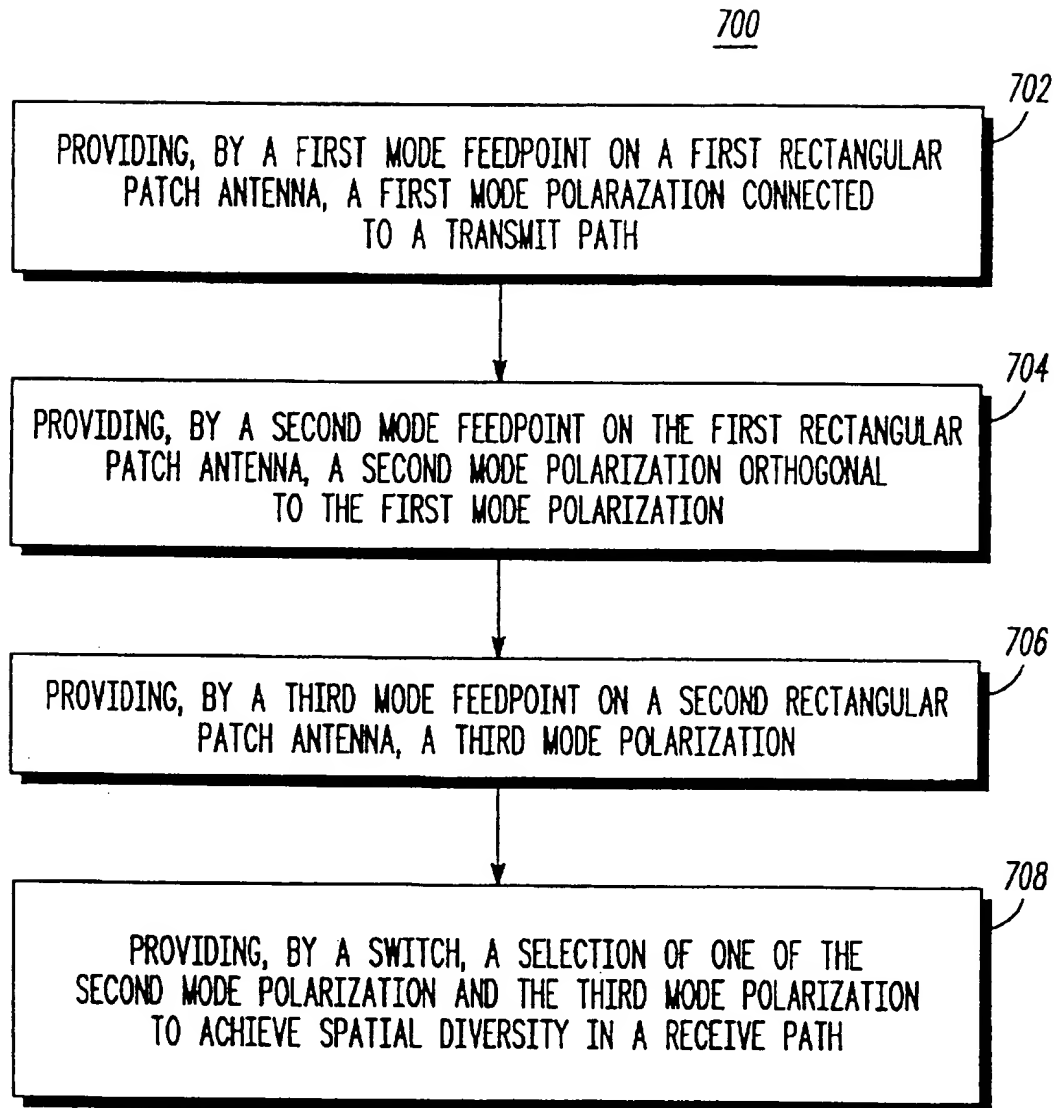 700
702
PROVIDING, BY A FIRST MODE FEEDPOINT ON A FIRST RECTANGULAR
PATCH ANTENNA, A FIRST MODE POLARAZATION CONNECTED
TO A TRANSMIT PATH
704
PROVIDING, BY A SECOND MODE FEEDPOINT ON THE FIRST RECTANGULAR
PATCH ANTENNA, A SECOND MODE POLARIZATION ORTHOGONAL
TO THE FIRST MODE POLARIZATION
706
PROVIDING, BY A THIRD MODE FEEDPOINT ON A SECOND RECTANGULAR
PATCH ANTENNA, A THIRD MODE POLARIZATION
708
PROVIDING, BY A SWITCH, A SELECTION OF ONE OF THE
SECOND MODE POLARIZATION AND THE THIRD MODE POLARIZATION
TO ACHIEVE SPATIAL DIVERSITY IN A RECEIVE PATH